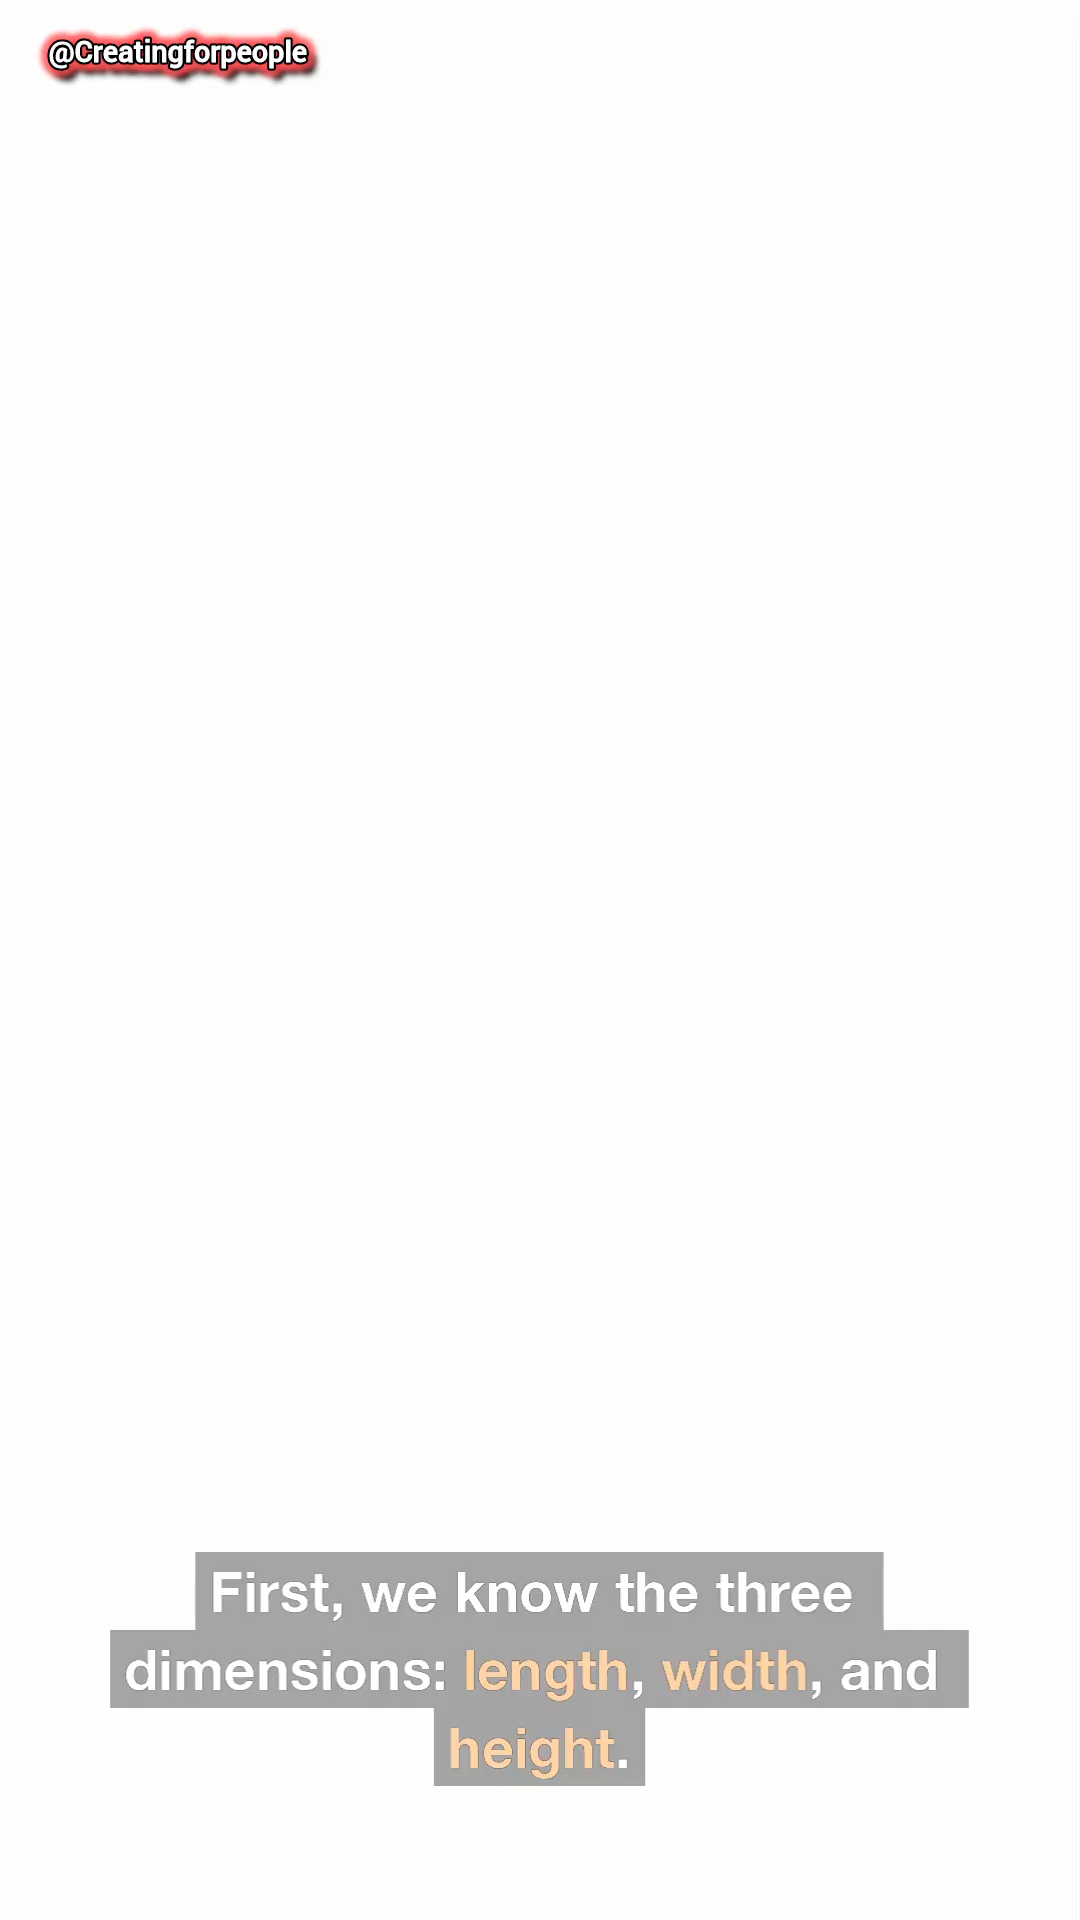 @Creatingforpeople
First, we know the three
dimensions: length, width, and
height.